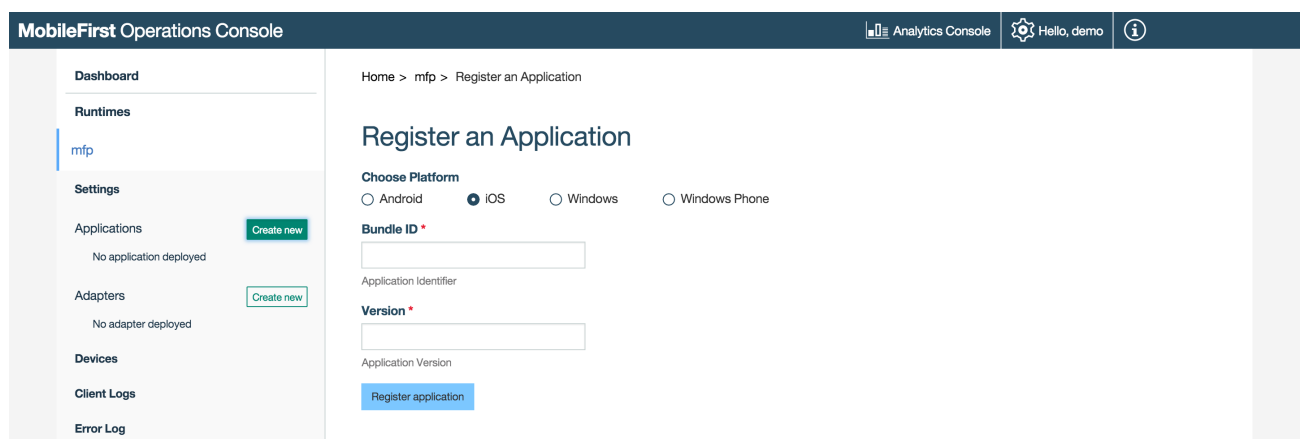 MobileFirst Operations Console
Analytics Console
Hello, demo
Dashboard
Runtimes
mfp
Settings
Applications
Create new
No application deployed
Adapters
Create new
No adapter deployed
Devices
Client Logs
Error Log
Home > mfp > Register an Application
Register an Application
Choose Platform
Android iOS Windows Windows Phone
Bundle ID *
Application Identifier
Version *
Application Version
Register application